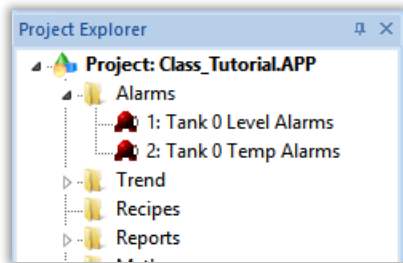 Project Explorer
Project: Class_Tutorial.APP
Alarms
1: Tank 0 Level Alarms
2: Tank 0 Temp Alarms
Trend
Recipes
Reports